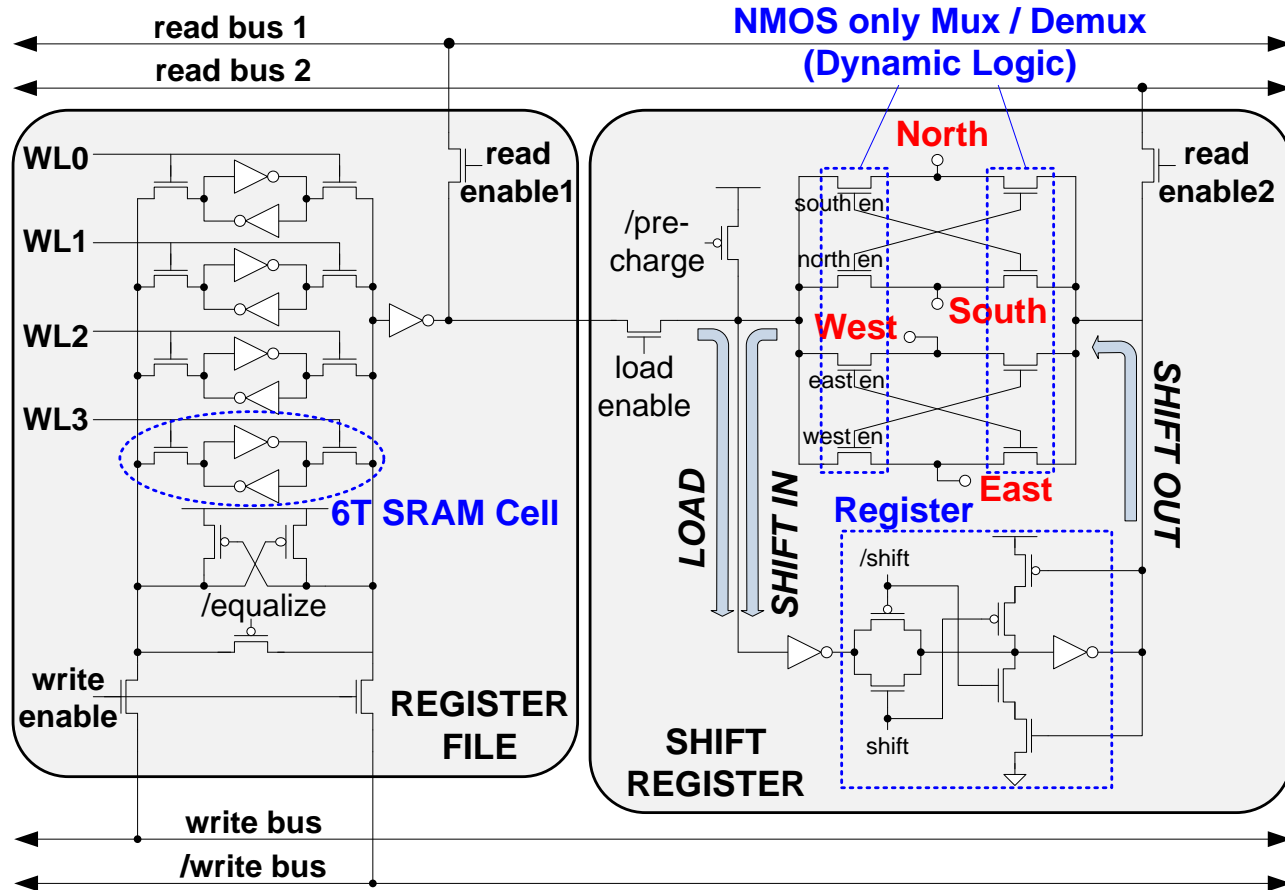 read bus 1
NMOS only Mux / Demux
(Dynamic Logic)
read bus 2
WL0
WL1
WL2
WL3
6T SRAM Cell
/equalize
write
enable
REGISTER
FILE
read
enable1
/pre-
charge
load
enable
LOAD
SHIFT IN
North
south en
north en
South
West
east en
west en
East
read
enable2
SHIFT OUT
Register
/shift
shift
SHIFT
REGISTER
write bus
/write bus